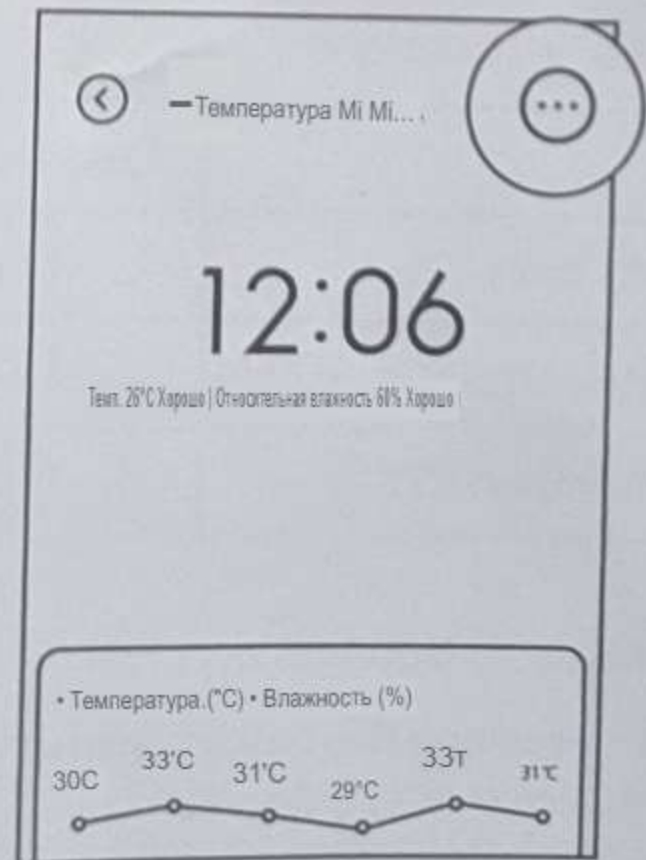 Температура Mi Mi...
12:06
Темп. 26°C Хорошо | Относительная влажность 60% Хорошо
• Температура.("C) • Влажность (%)
30C 33'C 31'C 29°C 33т 31'C